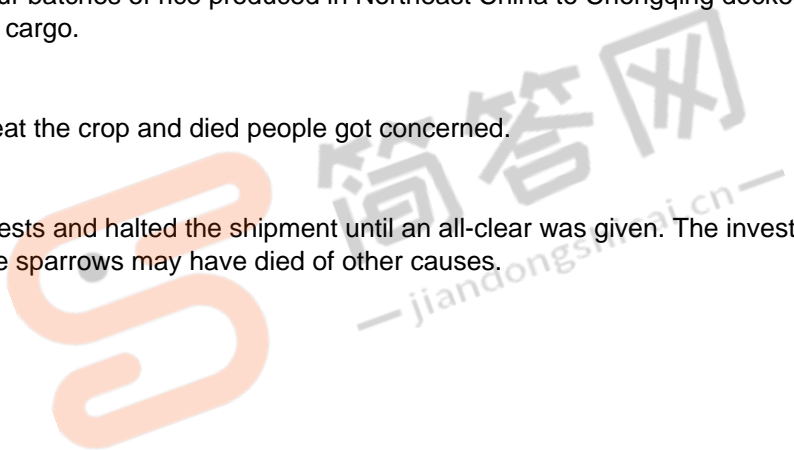 ur batches of rice produced in Northeast China to Chongqing docke
cargo.
eat the crop and died people got concerned.
ests and halted the shipment until an all-clear was given. The invest
e sparrows may have died of other causes.
简答网
jiandongshicai.cn